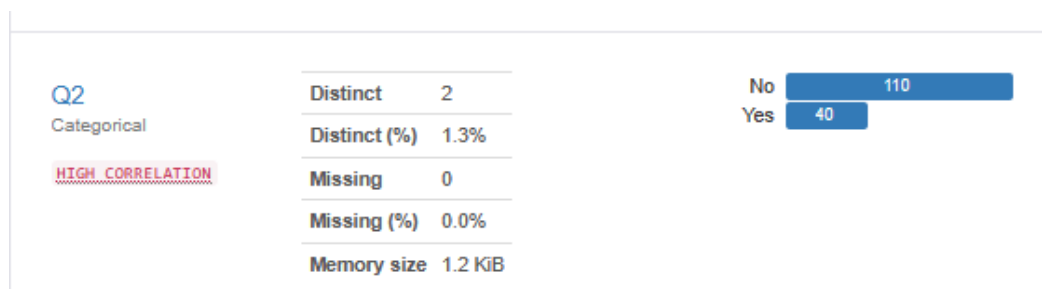 Q2
Categorical
HIGH CORRELATION
Distinct 2
Distinct (%) 1.3%
Missing 0
Missing (%) 0.0%
Memory size 1.2 KiB
No 110
Yes 40